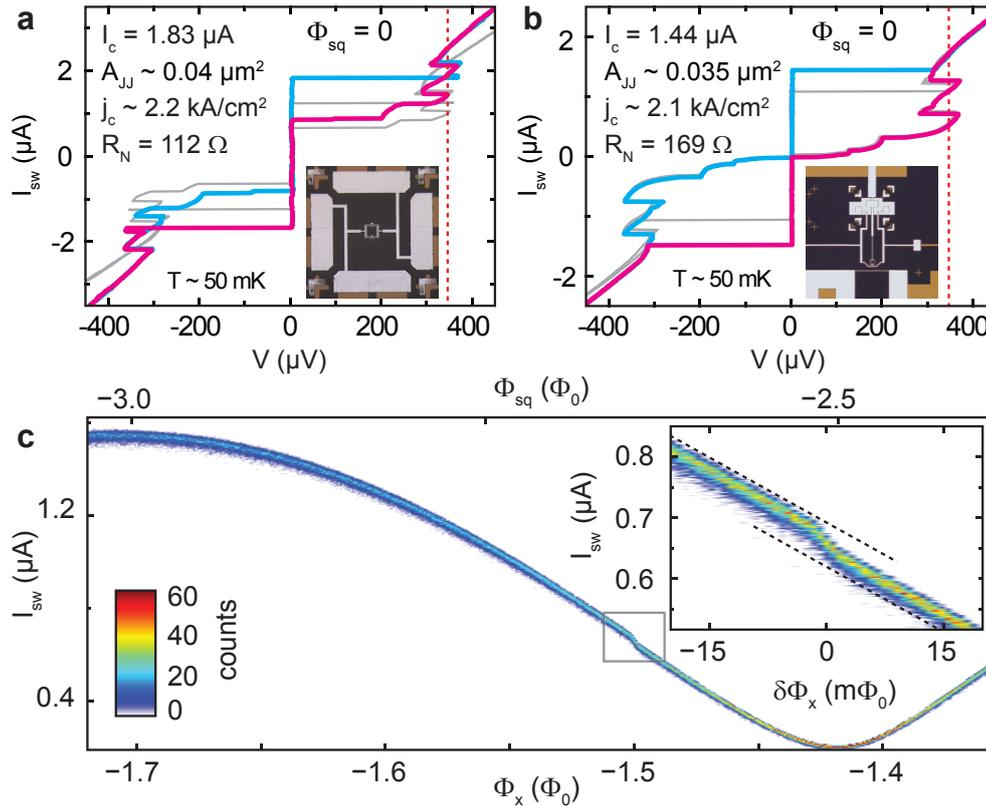 a
I_c = 1.83 µA
A_JJ ~ 0.04 µm²
j_c ~ 2.2 kA/cm²
R_N = 112 Ω
Φ_sq = 0
T ~ 50 mK
I_sw (µA)
2
0
−2
−400 −200 0 200 400
V (µV)
b
I_c = 1.44 µA
A_JJ ~ 0.035 µm²
j_c ~ 2.1 kA/cm²
R_N = 169 Ω
Φ_sq = 0
T ~ 50 mK
I_sw (µA)
2
0
−2
−400 −200 0 200 400
V (µV)
Φ_sq (Φ_0)
−3.0 −2.5
c
I_sw (µA)
1.2
0.4
60
40
20
0
counts
I_sw (µA)
0.8
0.7
0.6
−15 0 15
δΦ_x (mΦ_0)
−1.7 −1.6 −1.5 −1.4
Φ_x (Φ_0)